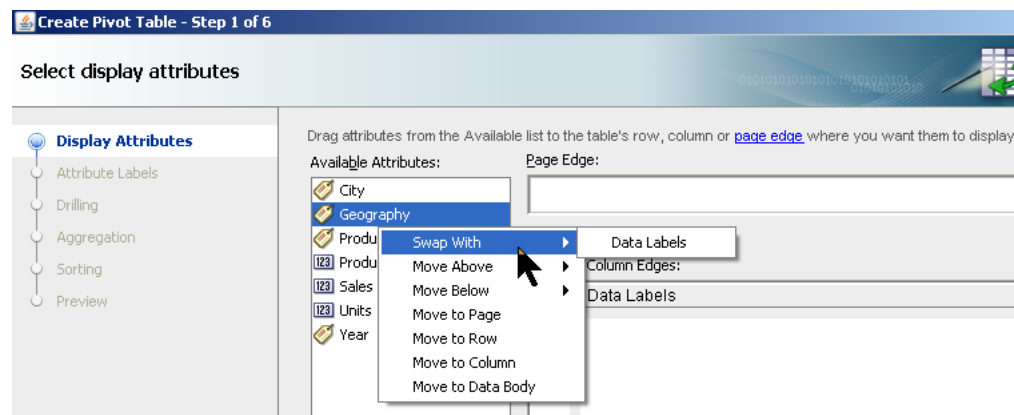 Create Pivot Table - Step 1 of 6
Select display attributes
Display Attributes
Attribute Labels
Drilling
Aggregation
Sorting
Preview
Drag attributes from the Available list to the table's row, column or page edge where you want them to display
Available Attributes:
Page Edge:
City
Geography
Produ
Produ
Sales
Units
Year
Swap With
Move Above
Move Below
Move to Page
Move to Row
Move to Column
Move to Data Body
Data Labels
Column Edges:
Data Labels